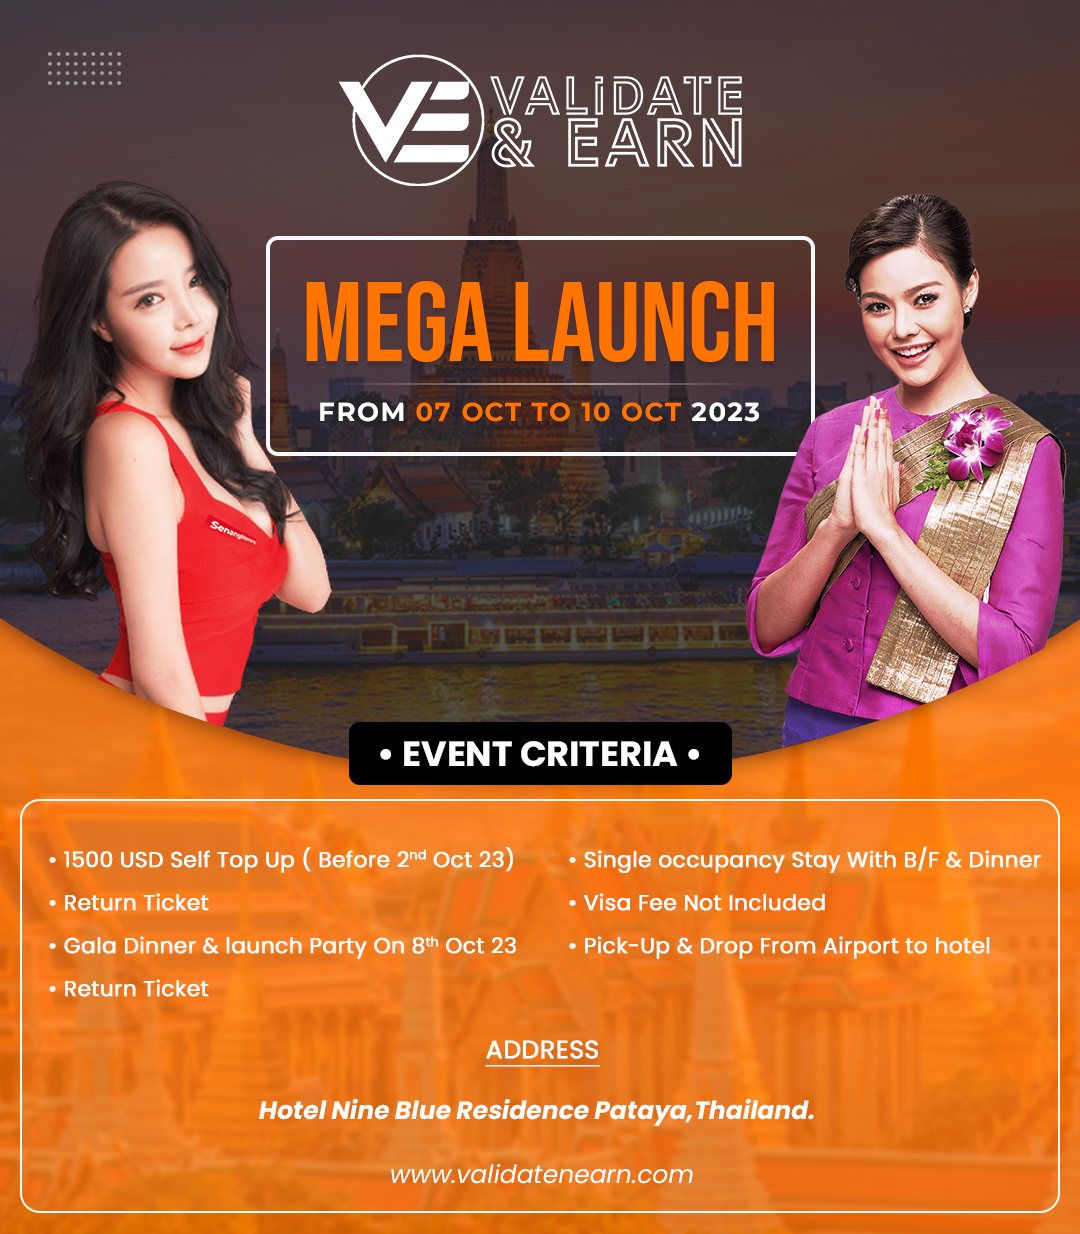 VE VALIDATE
& EARN
MEGA LAUNCH
FROM 07 OCT TO 10 OCT 2023
• EVENT CRITERIA •
• 1500 USD Self Top Up ( Before 2nd Oct 23)
• Return Ticket
• Gala Dinner & launch Party On 8th Oct 23
• Return Ticket
• Single occupancy Stay With B/F & Dinner
• Visa Fee Not Included
• Pick-Up & Drop From Airport to hotel
ADDRESS
Hotel Nine Blue Residence Pataya,Thailand.
www.validatenearn.com